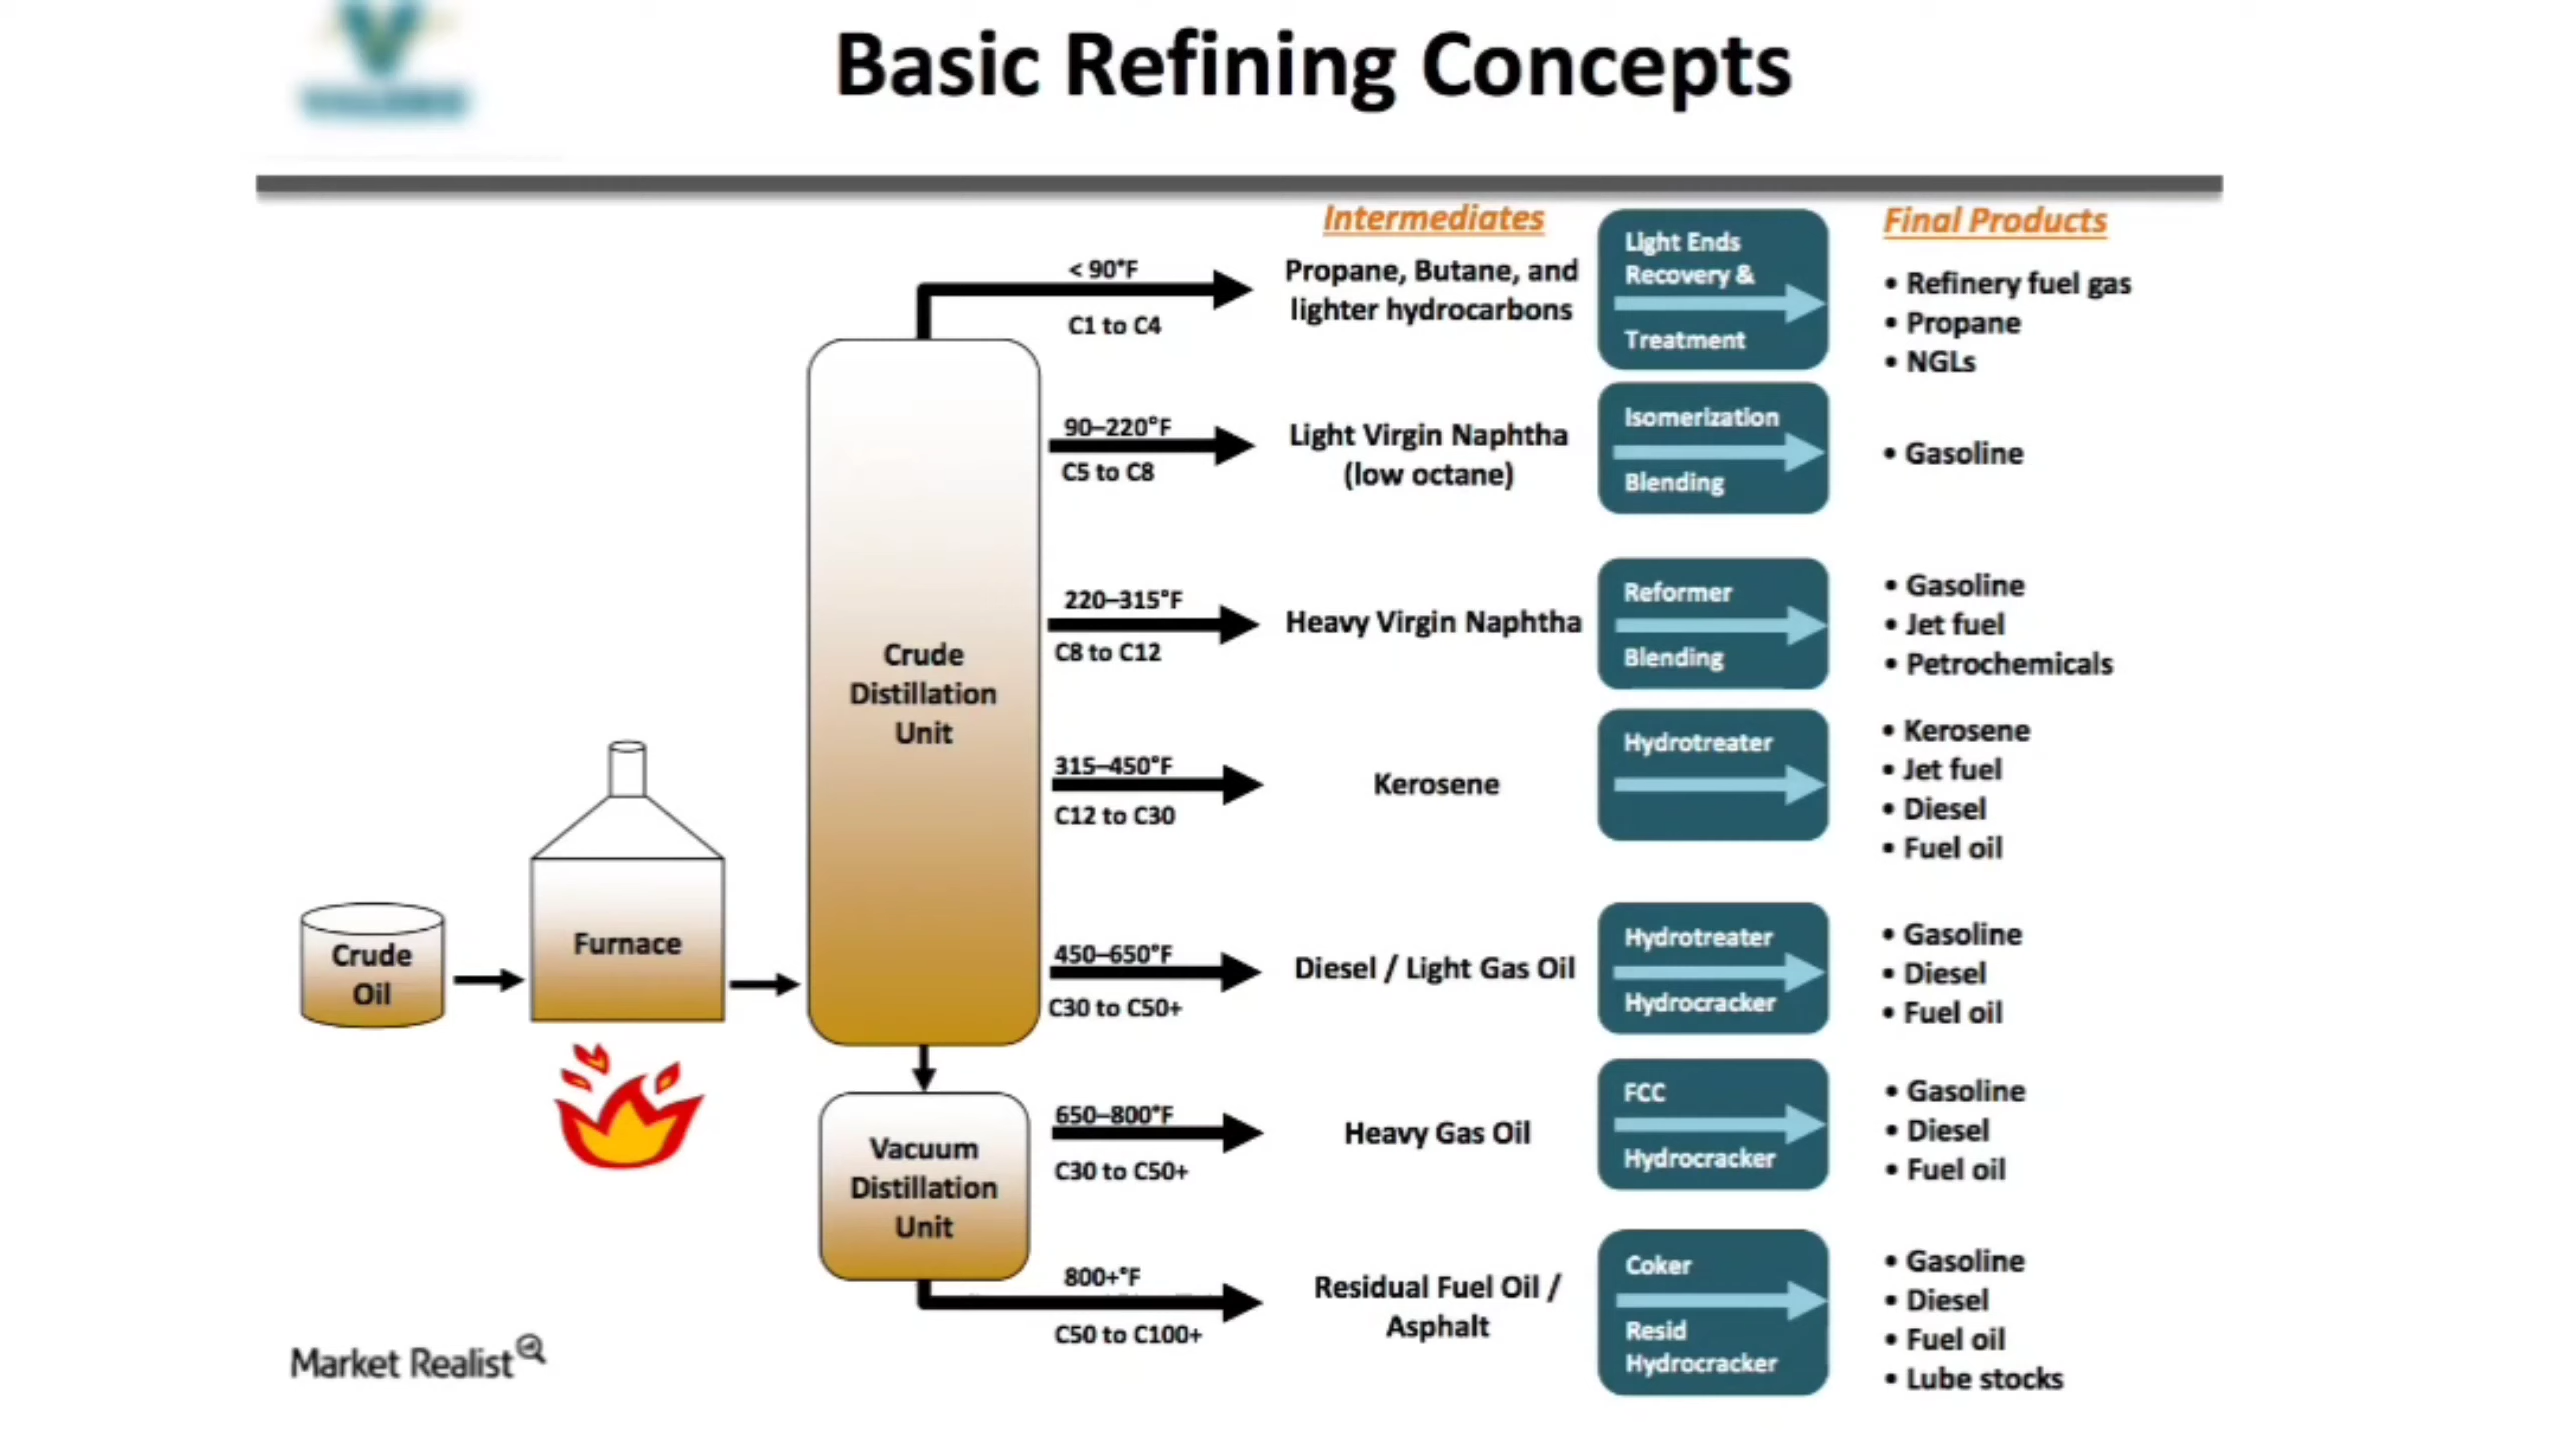 Basic Refining Concepts
Intermediates
Final Products
< 90°F
C1 to C4
Propane, Butane, and
lighter hydrocarbons
Light Ends
Recovery &
Treatment
• Refinery fuel gas
• Propane
• NGLs
90–220°F
C5 to C8
Light Virgin Naphtha
(low octane)
Isomerization
Blending
• Gasoline
220–315°F
C8 to C12
Heavy Virgin Naphtha
Reformer
Blending
• Gasoline
• Jet fuel
• Petrochemicals
Crude
Distillation
Unit
315–450°F
C12 to C30
Kerosene
Hydrotreater
• Kerosene
• Jet fuel
• Diesel
• Fuel oil
Crude
Oil
Furnace
450–650°F
C30 to C50+
Diesel / Light Gas Oil
Hydrotreater
Hydrocracker
• Gasoline
• Diesel
• Fuel oil
Vacuum
Distillation
Unit
650–800°F
C30 to C50+
Heavy Gas Oil
FCC
Hydrocracker
• Gasoline
• Diesel
• Fuel oil
800+°F
C50 to C100+
Residual Fuel Oil /
Asphalt
Coker
Resid
Hydrocracker
• Gasoline
• Diesel
• Fuel oil
• Lube stocks
Market Realist